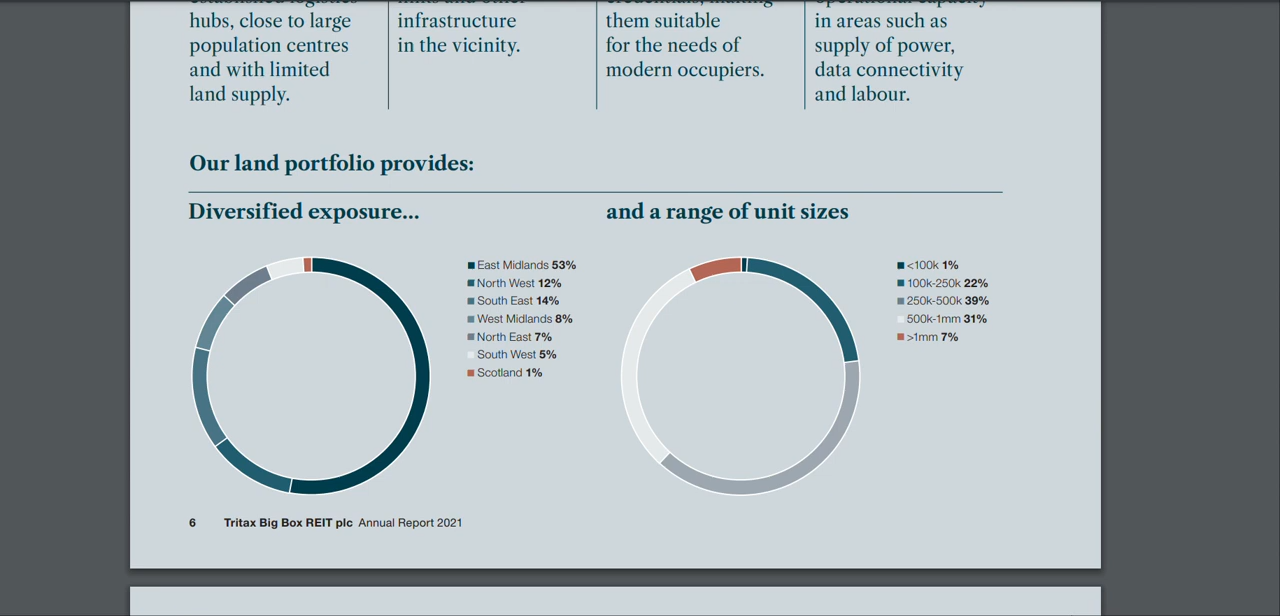 hubs, close to large
population centres
and with limited
land supply.
infrastructure
in the vicinity.
them suitable
for the needs of
modern occupiers.
in areas such as
supply of power,
data connectivity
and labour.
Our land portfolio provides:
Diversified exposure...
East Midlands 53%
North West 12%
South East 14%
West Midlands 8%
North East 7%
South West 5%
Scotland 1%
and a range of unit sizes
<100k 1%
100k-250k 22%
250k-500k 39%
500k-1mm 31%
>1mm 7%
6 Tritax Big Box REIT plc Annual Report 2021